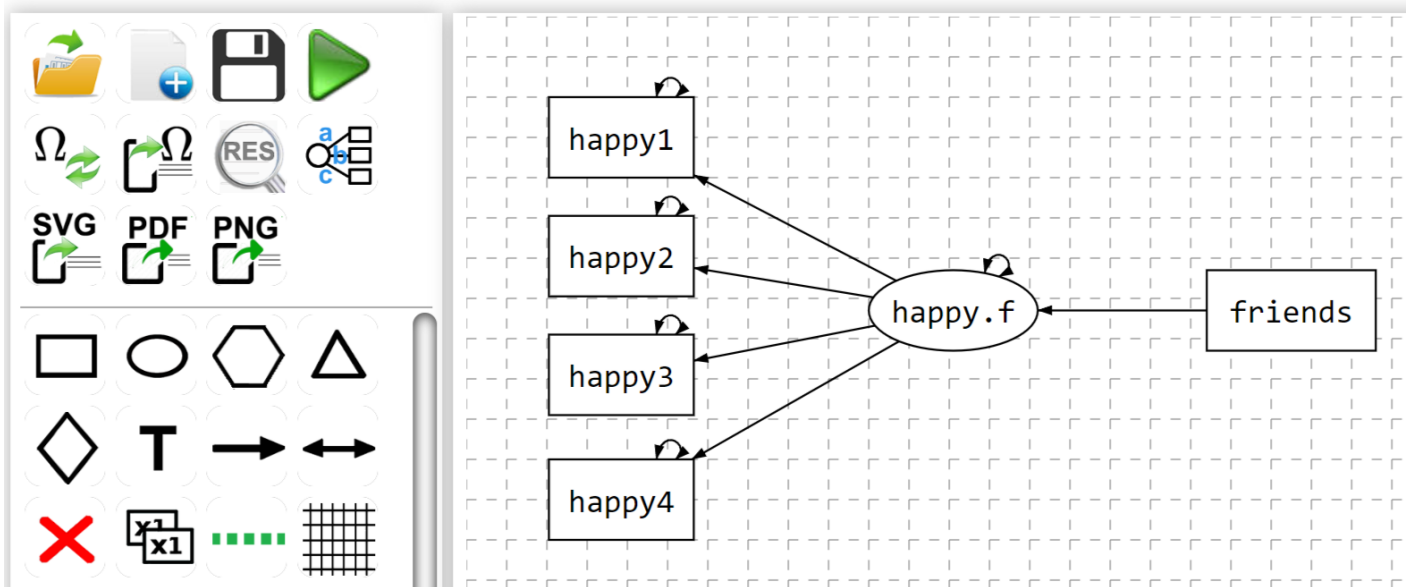 Ω Ω RES a
b
c
SVG PDF PNG
T
x1
x1
happy1
happy2
happy3
happy4
happy.f
friends